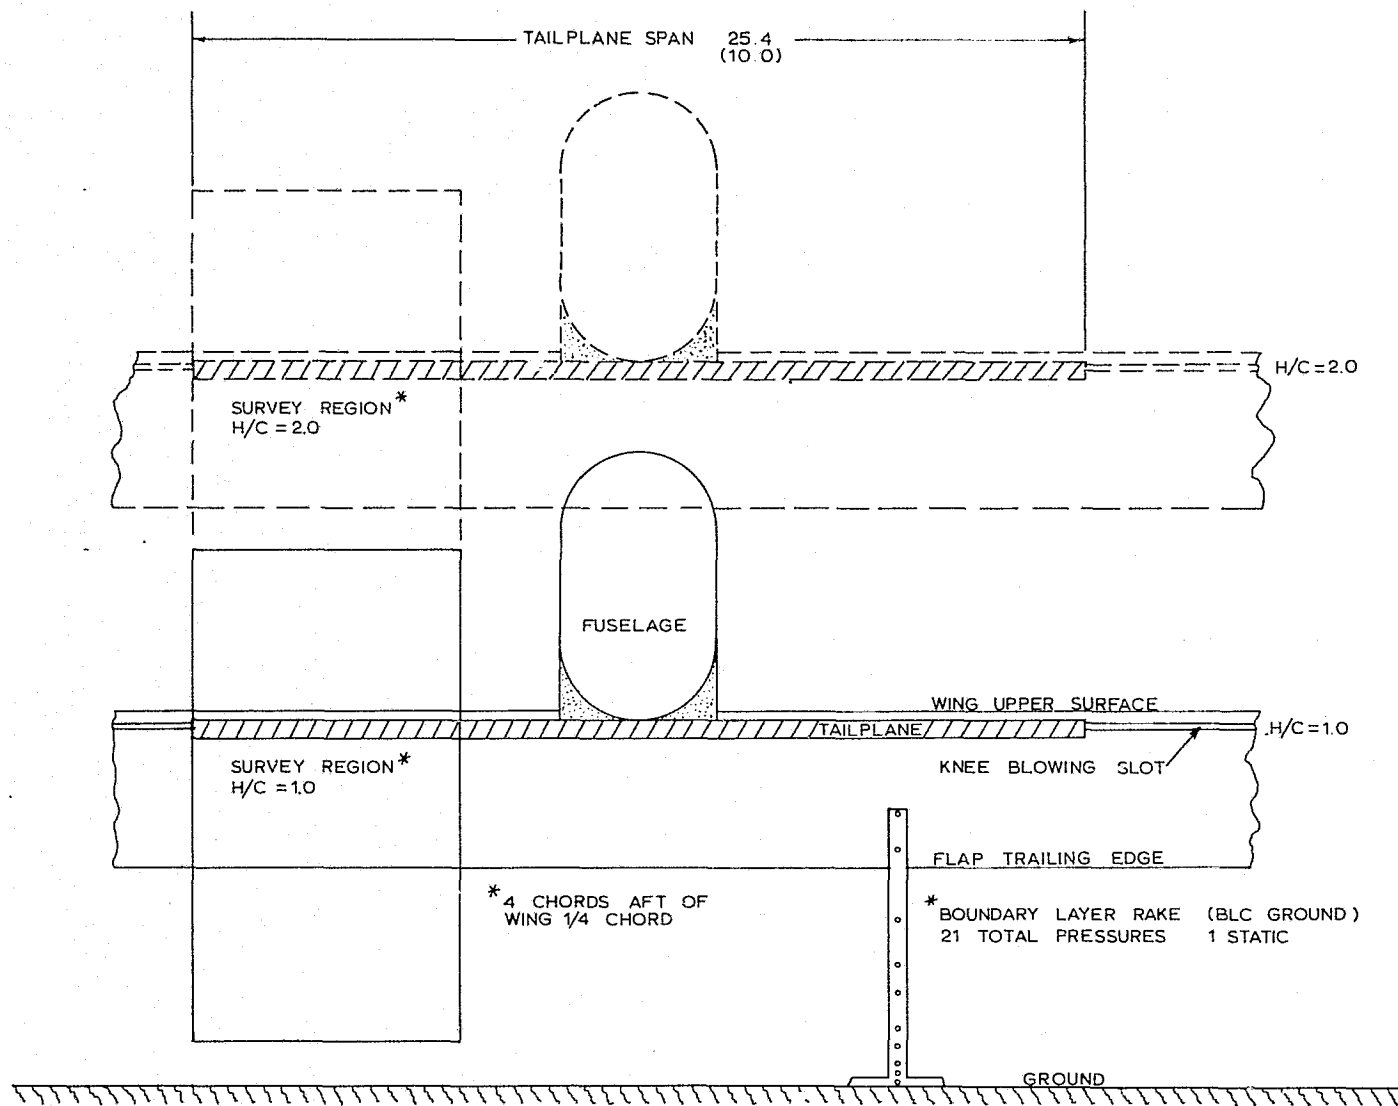 TAILPLANE SPAN 25.4
(10.0)
H/C=2.0
SURVEY REGION*
H/C=2.0
FUSELAGE
WING UPPER SURFACE
TAILPLANE
H/C=1.0
SURVEY REGION*
H/C=1.0
KNEE BLOWING SLOT
FLAP TRAILING EDGE
*4 CHORDS AFT OF
WING 1/4 CHORD
*BOUNDARY LAYER RAKE (BLC GROUND)
21 TOTAL PRESSURES 1 STATIC
GROUND